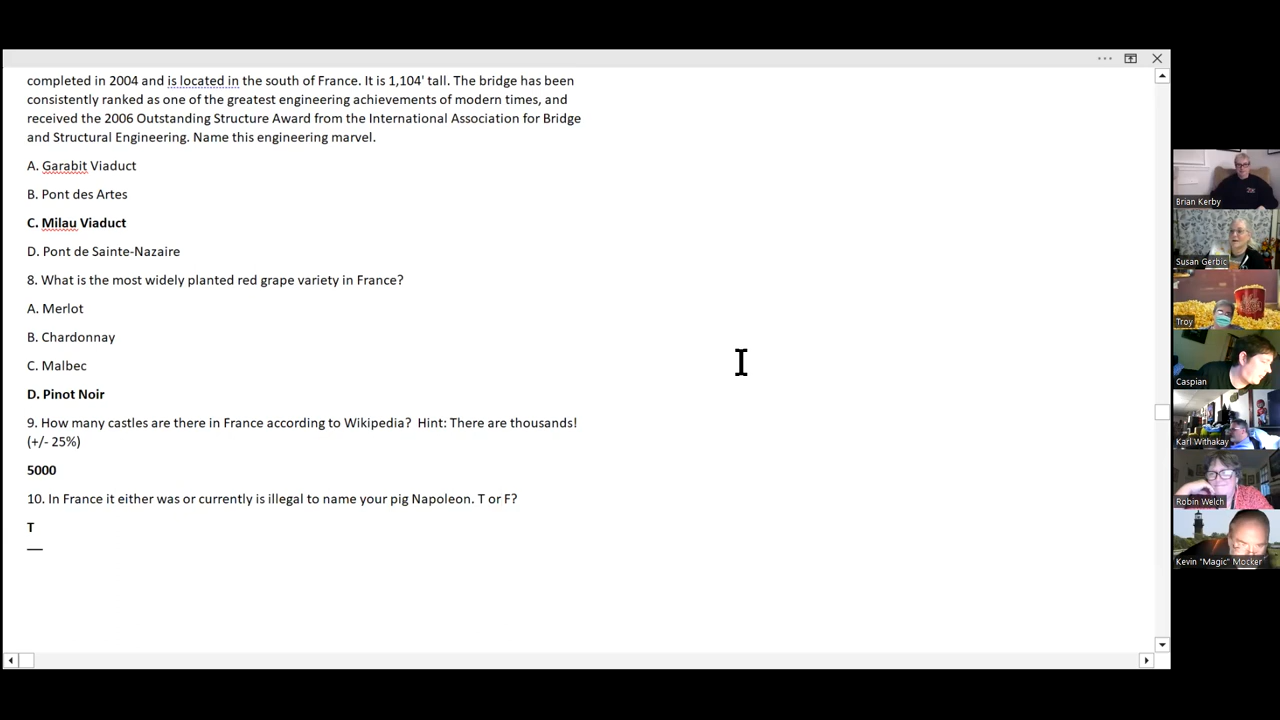 completed in 2004 and is located in the south of France. It is 1,104' tall. The bridge has been
consistently ranked as one of the greatest engineering achievements of modern times, and
received the 2006 Outstanding Structure Award from the International Association for Bridge
and Structural Engineering. Name this engineering marvel.
A. Garabit Viaduct
B. Pont des Artes
C. Milau Viaduct
D. Pont de Sainte-Nazaire
8. What is the most widely planted red grape variety in France?
A. Merlot
B. Chardonnay
C. Malbec
D. Pinot Noir
9. How many castles are there in France according to Wikipedia?  Hint: There are thousands!
(+/- 25%)
5000
10. In France it either was or currently is illegal to name your pig Napoleon. T or F?
T
Brian Kerby
Susan Gerbic
Troy
Caspian
Karl Withakay
Robin Welch
Kevin "Magic" Mocker